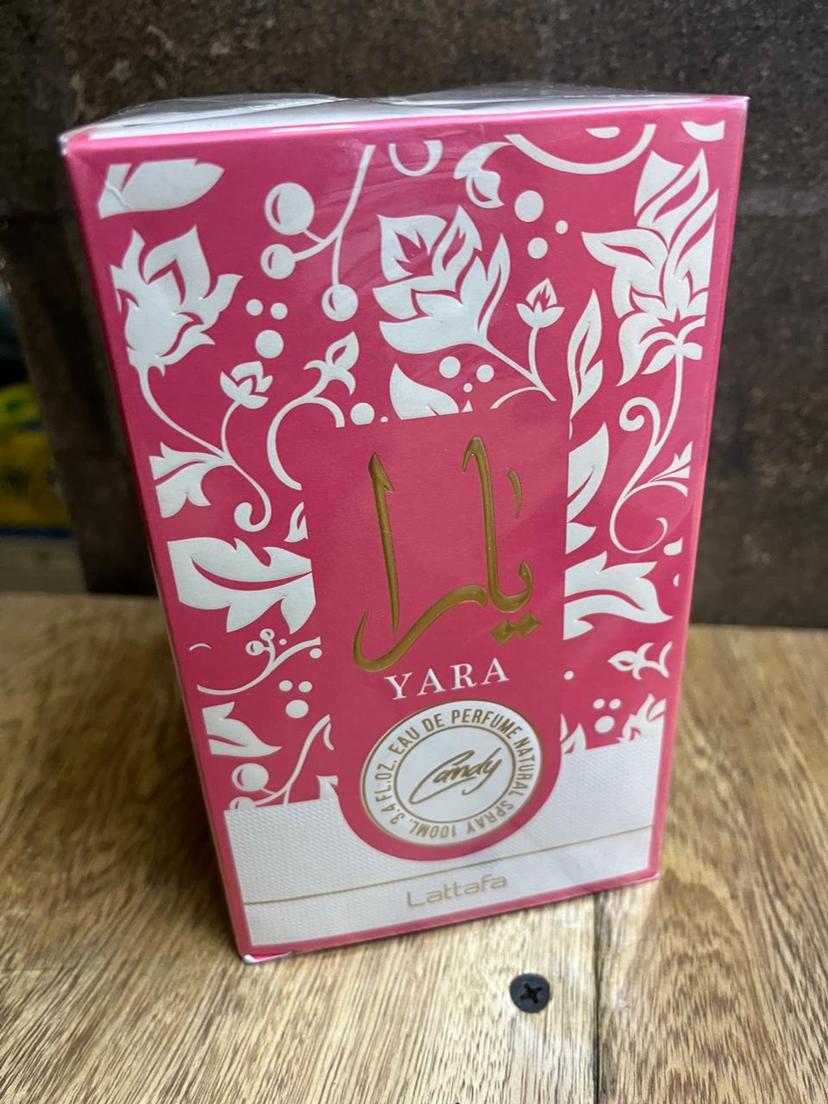 يارا
YARA
EAU DE PERFUME NATURAL SPRAY 100ML. 3.4 FL.OZ.
Candy
Lattafa